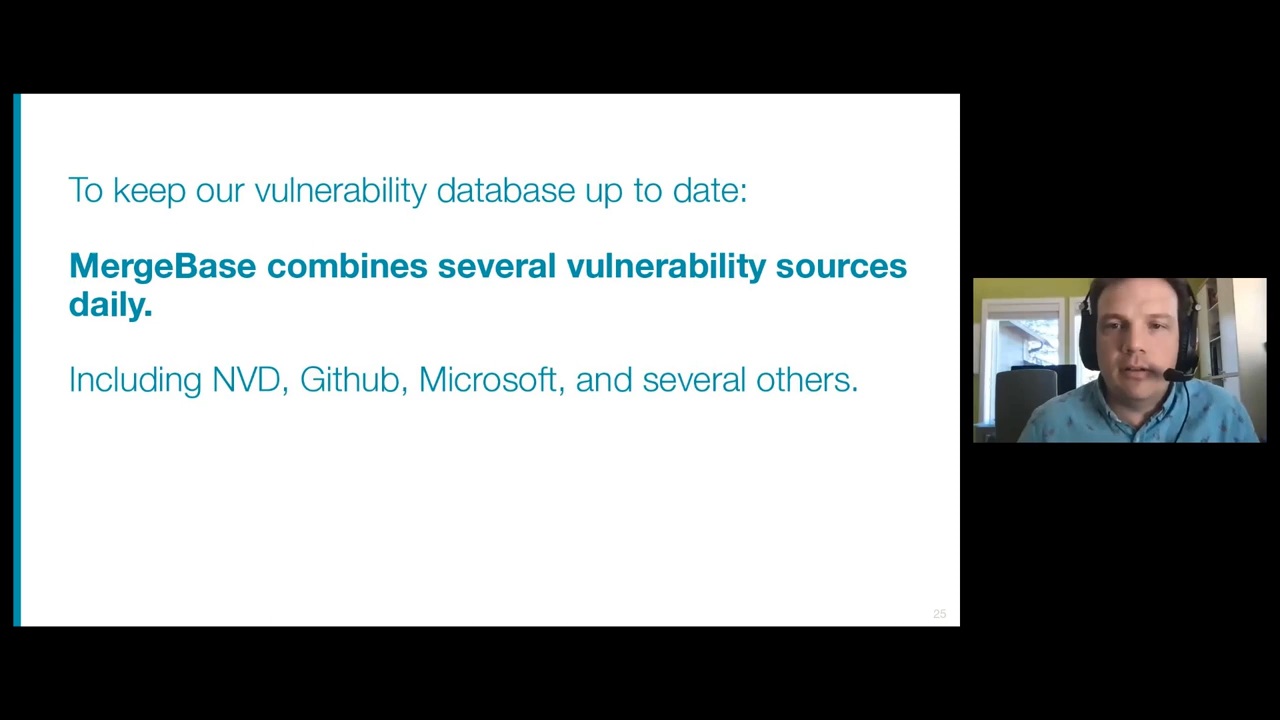 To keep our vulnerability database up to date:
MergeBase combines several vulnerability sources
daily.
Including NVD, Github, Microsoft, and several others.
25